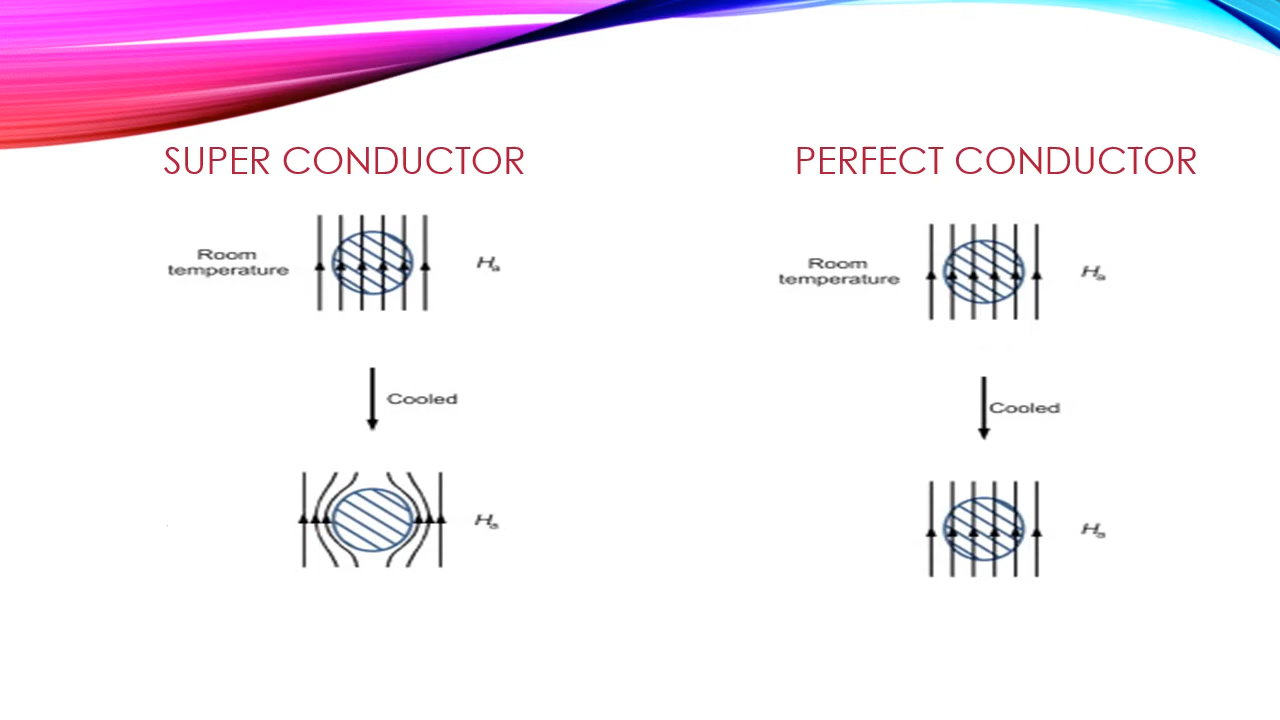 SUPER CONDUCTOR
Room
temperature
Ha
Cooled
Ha
PERFECT CONDUCTOR
Room
temperature
Ha
Cooled
Ha